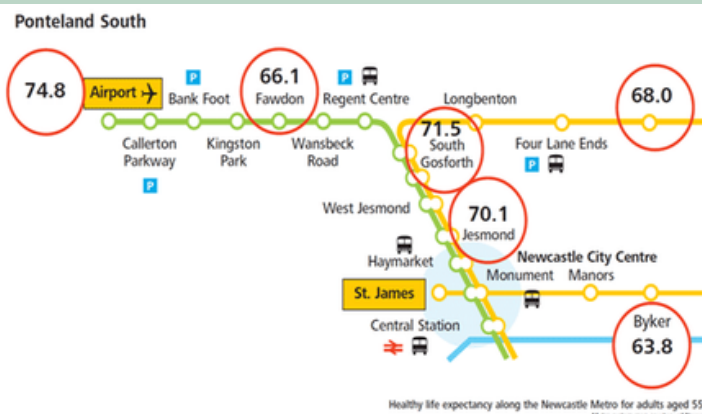 Ponteland South
74.8
Airport
P
Bank Foot
66.1
Fawdon
P
Regent Centre
Longbenton
68.0
Callerton
Parkway
P
Kingston
Park
Wansbeck
Road
71.5
South
Gosforth
Four Lane Ends
P
West Jesmond
70.1
Jesmond
Haymarket
Newcastle City Centre
Monument
Manors
St. James
Central Station
Byker
63.8
Healthy life expectancy along the Newcastle Metro for adults aged 55